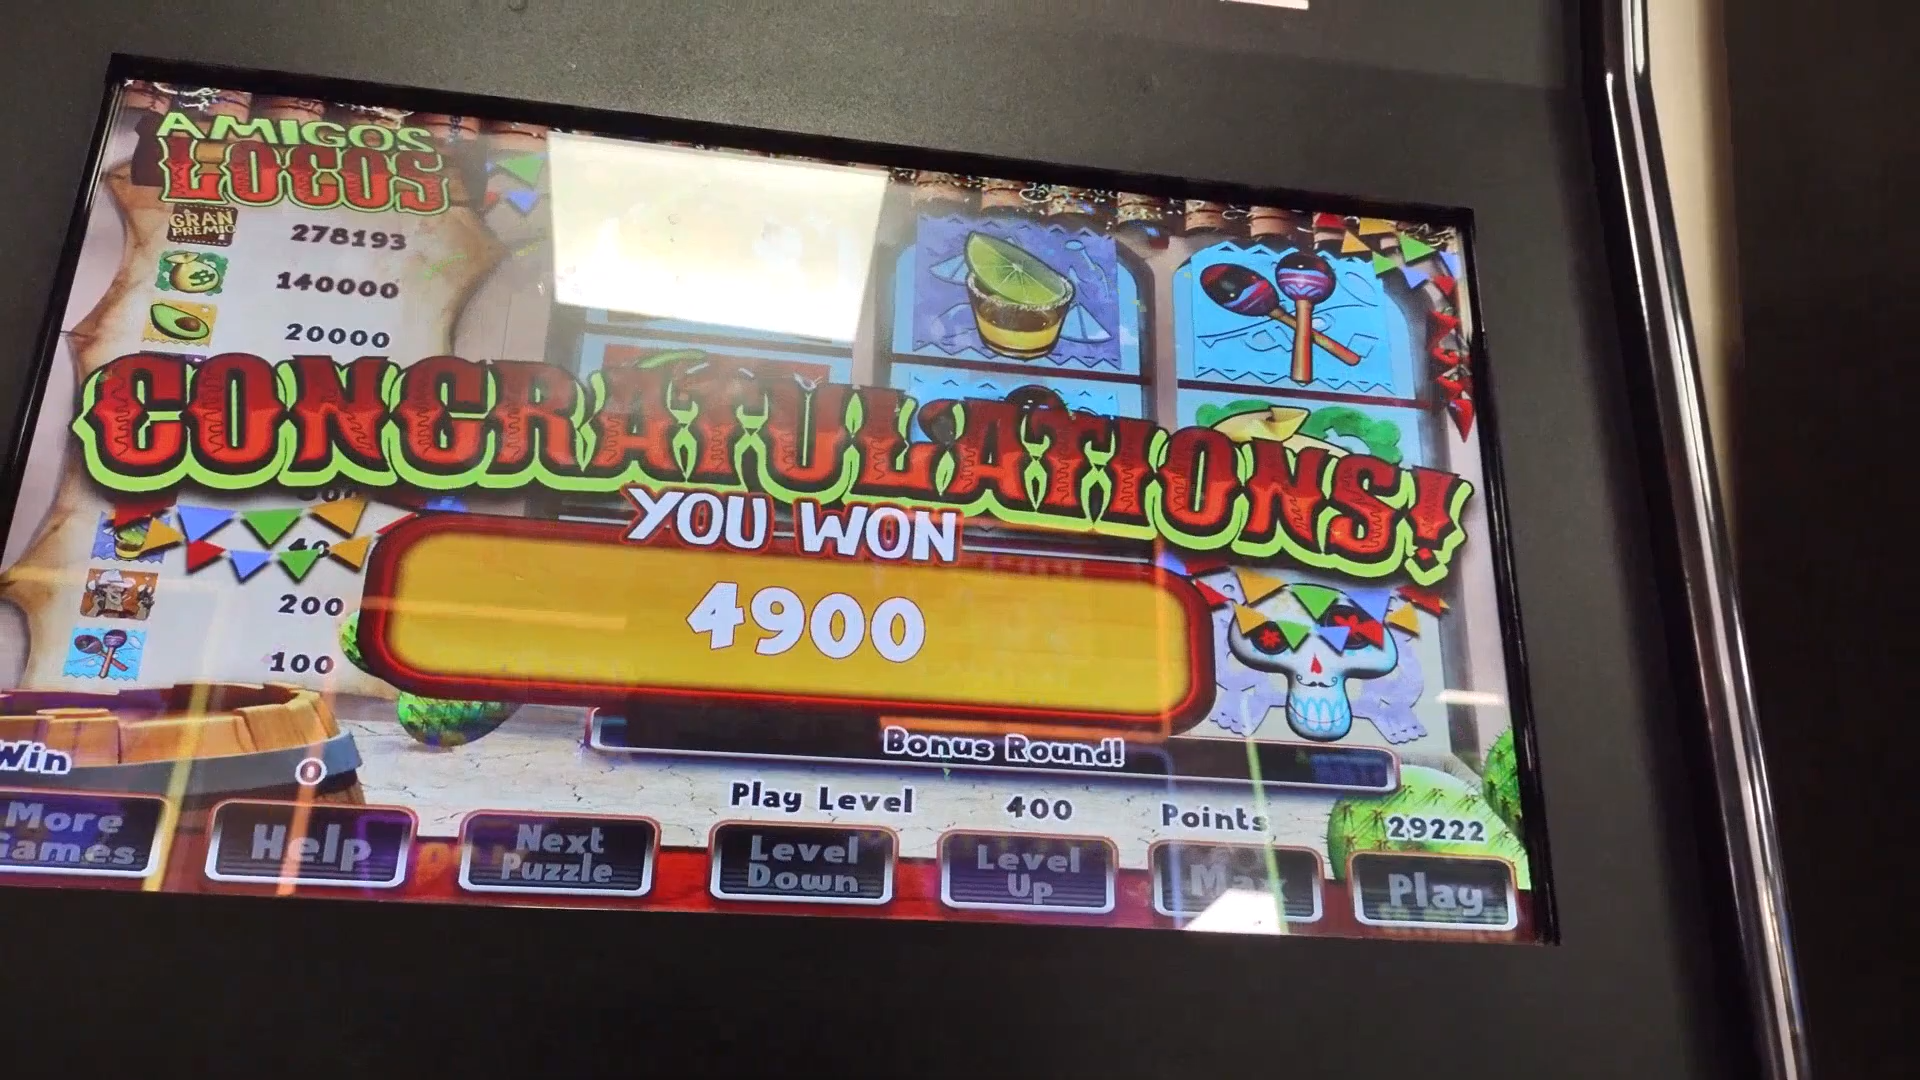 AMIGOS
LOCOS
GRAN
PREMIO
278193
140000
20000
CONGRATULATIONS!
YOU WON
4900
200
100
Bonus Round!
Win
0
Play Level
400
Points
29222
More
Games
Help
Next
Puzzle
Level
Down
Level
Up
Max
Play